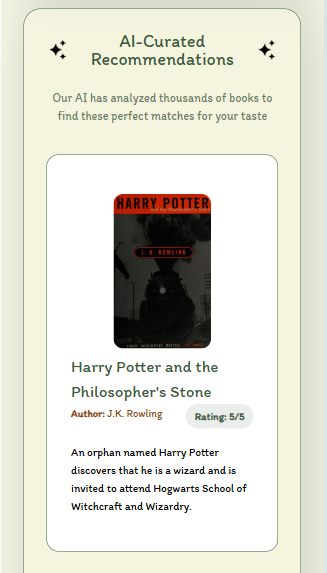 AI-Curated
Recommendations
Our AI has analyzed thousands of books to
find these perfect matches for your taste
HARRY POTTER
J. K. ROWLING
Harry Potter and the
Philosopher's Stone
Author: J.K. Rowling
Rating: 5/5
An orphan named Harry Potter
discovers that he is a wizard and is
invited to attend Hogwarts School of
Witchcraft and Wizardry.